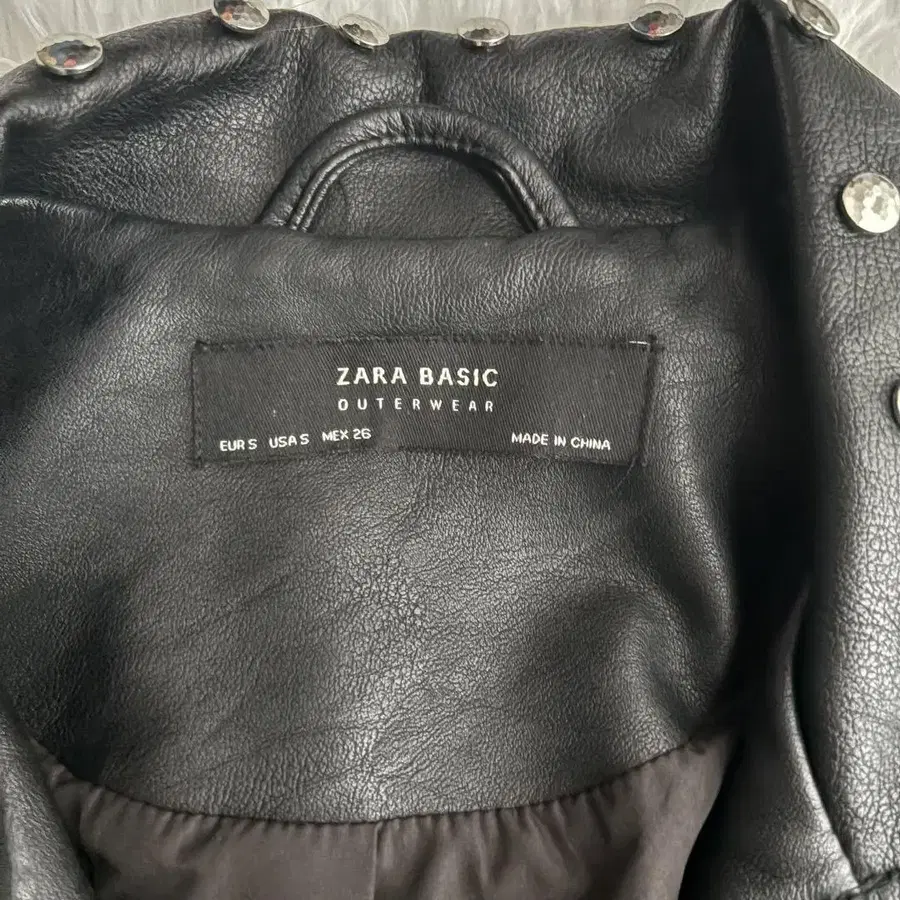 ZARA BASIC
OUTERWEAR
EUR S USA S MEX 26 MADE IN CHINA